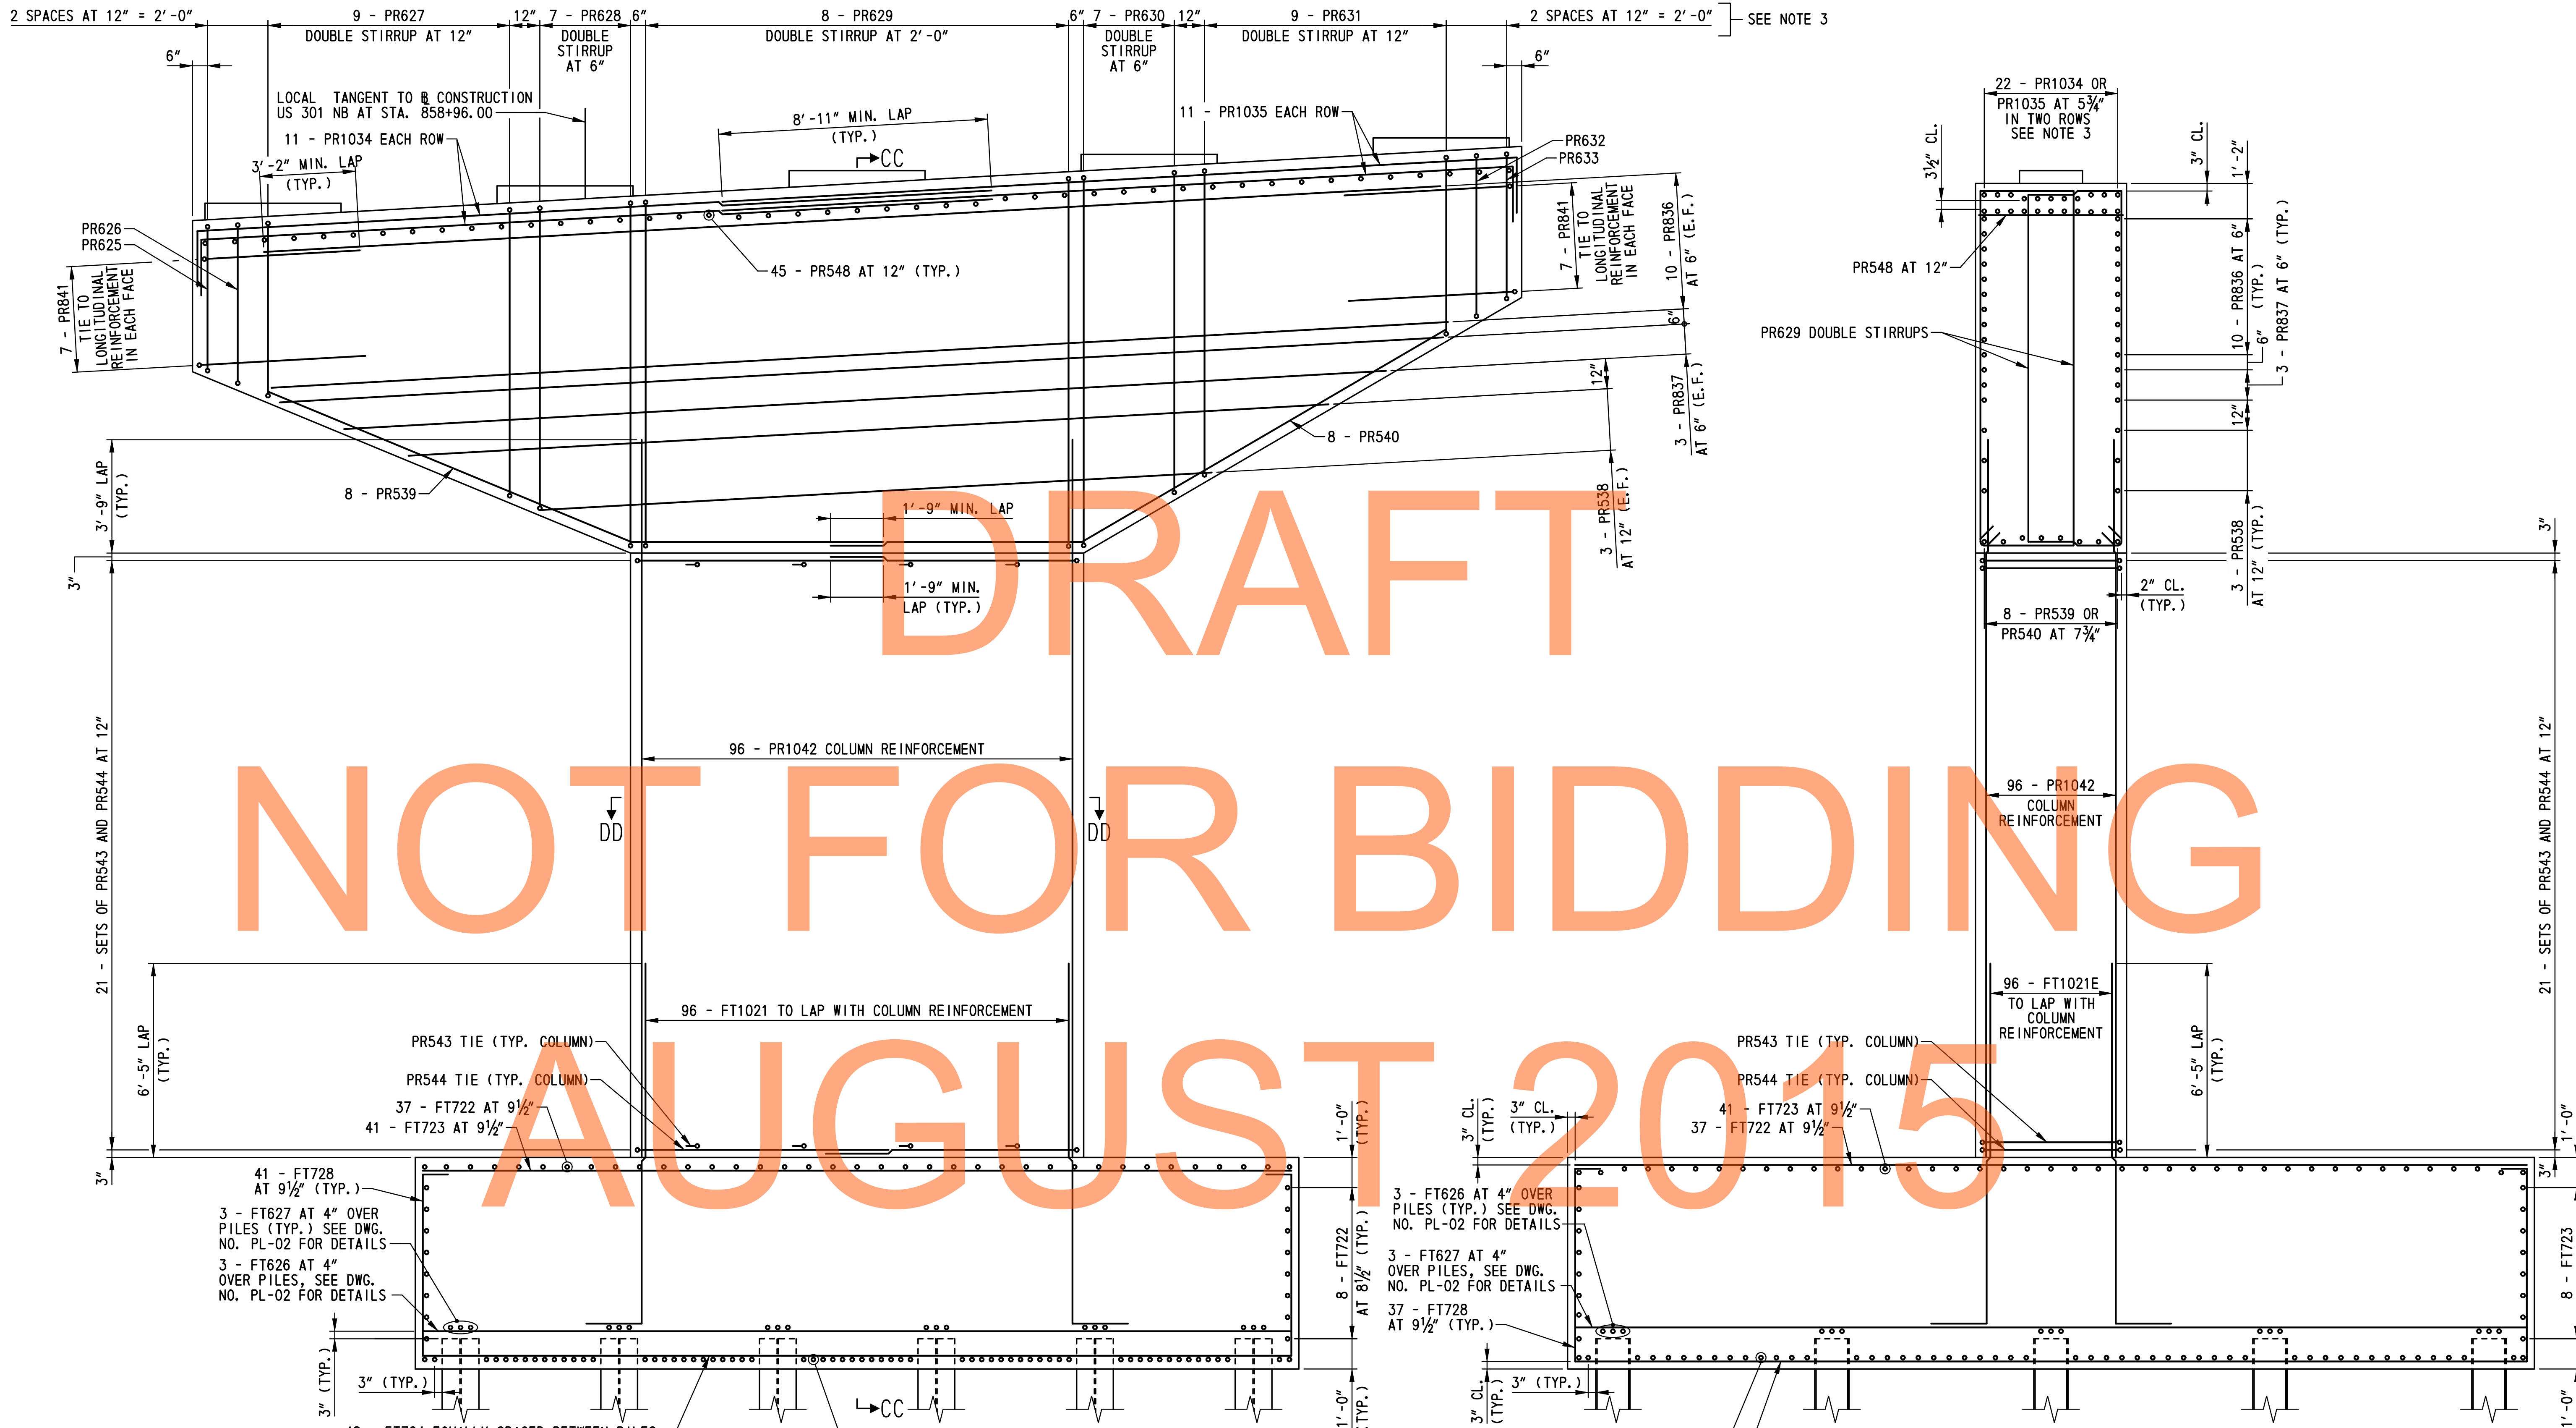 2 SPACES AT 12" = 2'-0"
9 - PR627
DOUBLE STIRRUP AT 12"
12"
7 - PR628
DOUBLE
STIRRUP
AT 6"
6"
8 - PR629
DOUBLE STIRRUP AT 2'-0"
6"
7 - PR630
DOUBLE
STIRRUP
AT 6"
12"
9 - PR631
DOUBLE STIRRUP AT 12"
2 SPACES AT 12" = 2'-0"
SEE NOTE 3
6"
6"
LOCAL TANGENT TO BL CONSTRUCTION
US 301 NB AT STA. 858+96.00
11 - PR1034 EACH ROW
3'-2" MIN. LAP
(TYP.)
8'-11" MIN. LAP
(TYP.)
CC
11 - PR1035 EACH ROW
PR632
PR633
PR626
PR625
7 - PR841
TIE TO
LONGITUDINAL
REINFORCEMENT
IN EACH FACE
45 - PR548 AT 12" (TYP.)
7 - PR841
TIE TO
LONGITUDINAL
REINFORCEMENT
IN EACH FACE
10 - PR836
AT 6" (E.F.)
6"
3 - PR837
AT 6" (E.F.)
12"
3 - PR538
AT 12" (E.F.)
8 - PR540
8 - PR539
3'-9" LAP
(TYP.)
3"
1'-9" MIN. LAP
1'-9" MIN.
LAP (TYP.)
21 - SETS OF PR543 AND PR544 AT 12"
96 - PR1042 COLUMN REINFORCEMENT
DD
DD
96 - FT1021 TO LAP WITH COLUMN REINFORCEMENT
6'-5" LAP
(TYP.)
PR543 TIE (TYP. COLUMN)
PR544 TIE (TYP. COLUMN)
37 - FT722 AT 9½"
41 - FT723 AT 9½"
3"
41 - FT728
AT 9½" (TYP.)
3 - FT627 AT 4" OVER
PILES (TYP.) SEE DWG.
NO. PL-02 FOR DETAILS
3 - FT626 AT 4"
OVER PILES, SEE DWG.
NO. PL-02 FOR DETAILS
3" (TYP.)
3" (TYP.)
CC
1'-0"
(TYP.)
8 - FT722
AT 8½" (TYP.)
1'-0"
(TYP.)
22 - PR1034 OR
PR1035 AT 5¾"
IN TWO ROWS
SEE NOTE 3
3½" CL.
3" CL.
1'-2"
PR548 AT 12"
PR629 DOUBLE STIRRUPS
10 - PR836 AT 6"
(TYP.)
6"
3 - PR837 AT 6" (TYP.)
12"
3 - PR538
AT 12" (TYP.)
3"
2" CL.
(TYP.)
8 - PR539 OR
PR540 AT 7¾"
96 - PR1042
COLUMN
REINFORCEMENT
21 - SETS OF PR543 AND PR544 AT 12"
96 - FT1021E
TO LAP WITH
COLUMN
REINFORCEMENT
6'-5" LAP
(TYP.)
PR543 TIE (TYP. COLUMN)
PR544 TIE (TYP. COLUMN)
41 - FT723 AT 9½"
37 - FT722 AT 9½"
3" CL.
(TYP.)
3" CL.
(TYP.)
3 - FT626 AT 4" OVER
PILES (TYP.) SEE DWG.
NO. PL-02 FOR DETAILS
3 - FT627 AT 4"
OVER PILES, SEE DWG.
NO. PL-02 FOR DETAILS
37 - FT728
AT 9½" (TYP.)
3" CL.
(TYP.)
3" (TYP.)
1'-0"
3"
8 - FT723
1'-0"
DRAFT
NOT FOR BIDDING
AUGUST 2015